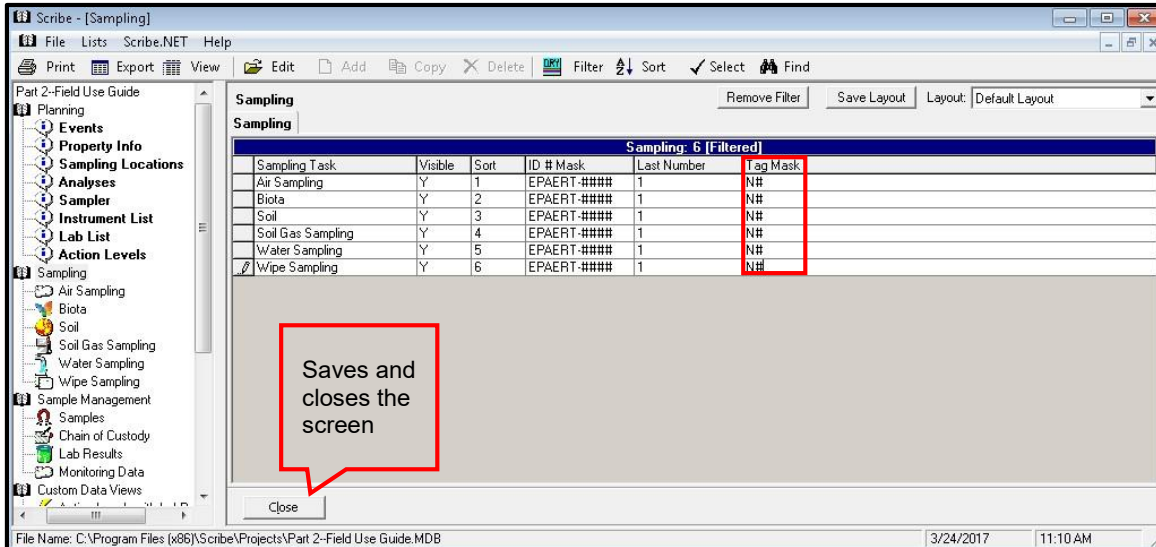 Scribe - [Sampling]
File Lists Scribe.NET Help
Print Export View Edit Add Copy Delete DRY Filter Sort Select Find
Part 2--Field Use Guide
Planning
Events
Property Info
Sampling Locations
Analyses
Sampler
Instrument List
Lab List
Action Levels
Sampling
Air Sampling
Biota
Soil
Soil Gas Sampling
Water Sampling
Wipe Sampling
Sample Management
Samples
Chain of Custody
Lab Results
Monitoring Data
Custom Data Views
Sampling Remove Filter Save Layout Layout: Default Layout
Sampling
Sampling: 6 [Filtered]
Sampling Task Visible Sort ID # Mask Last Number Tag Mask
Air Sampling Y 1 EPAERT-#### 1 N#
Biota Y 2 EPAERT-#### 1 N#
Soil Y 3 EPAERT-#### 1 N#
Soil Gas Sampling Y 4 EPAERT-#### 1 N#
Water Sampling Y 5 EPAERT-#### 1 N#
Wipe Sampling Y 6 EPAERT-#### 1 N#
Saves and
closes the
screen
Close
File Name: C:\Program Files (x86)\Scribe\Projects\Part 2--Field Use Guide.MDB 3/24/2017 11:10 AM